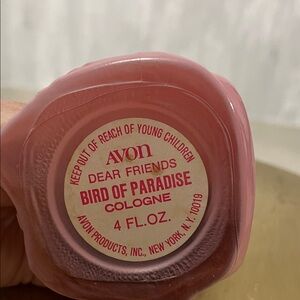 KEEP OUT OF REACH OF YOUNG CHILDREN
AVON
DEAR FRIENDS
BIRD OF PARADISE
COLOGNE
4 FL.OZ.
AVON PRODUCTS, INC., NEW YORK, N.Y. 10019